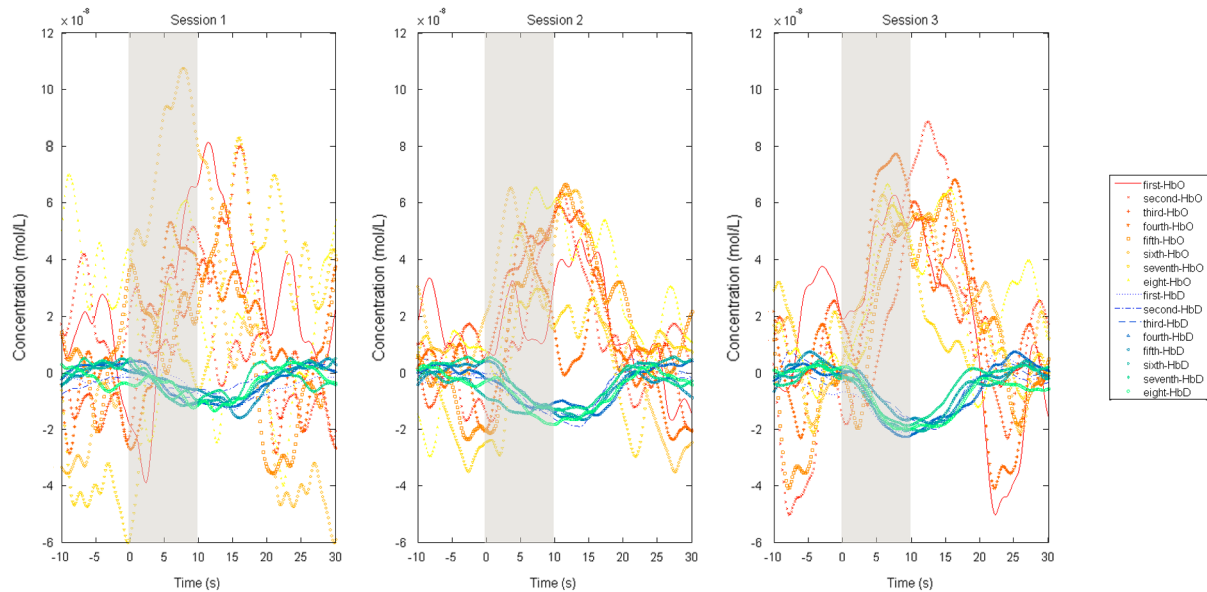 x 10⁻⁸ Session 1
x 10⁻⁸ Session 2
x 10⁻⁸ Session 3
12
10
8
6
4
2
0
-2
-4
-6
Concentration (mol/L)
-10 -5 0 5 10 15 20 25 30
Time (s)
12
10
8
6
4
2
0
-2
-4
-6
Concentration (mol/L)
-10 -5 0 5 10 15 20 25 30
Time (s)
12
10
8
6
4
2
0
-2
-4
-6
Concentration (mol/L)
-10 -5 0 5 10 15 20 25 30
Time (s)
first-HbO
second-HbO
third-HbO
fourth-HbO
fifth-HbO
sixth-HbO
seventh-HbO
eight-HbO
first-HbD
second-HbD
third-HbD
fourth-HbD
fifth-HbD
sixth-HbD
seventh-HbD
eight-HbD